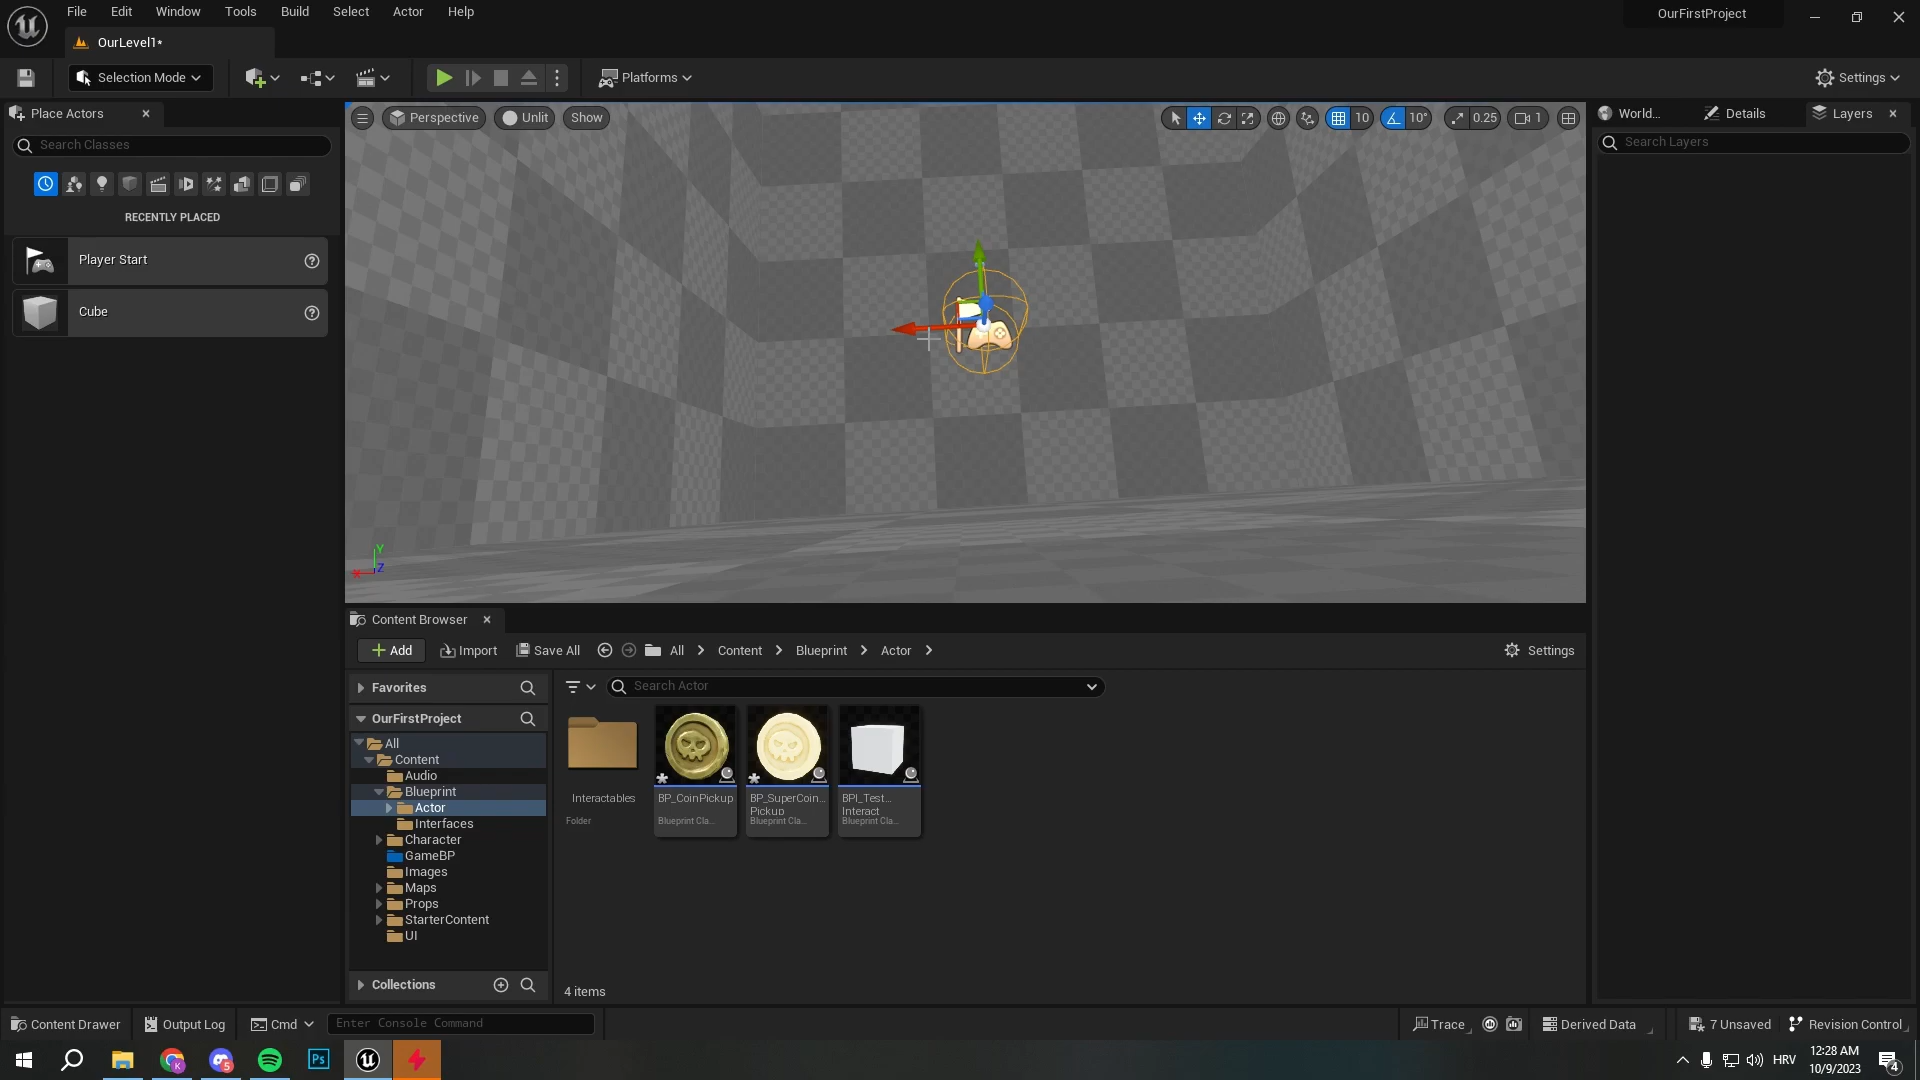 File Edit Window Tools Build Select Actor Help
OurFirstProject
OurLevel1*
Selection Mode
Platforms
Settings
Place Actors
Search Classes
RECENTLY PLACED
Player Start
Cube
Perspective Unlit Show
10 10° 0.25 1
World... Details Layers
Search Layers
Y
X Z
Content Browser
Add Import Save All All Content Blueprint Actor Settings
Favorites
Search Actor
OurFirstProject
All
Content
Audio
Blueprint
Actor
Interfaces
Character
GameBP
Images
Maps
Props
StarterContent
UI
Collections
Interactables
Folder
BP_CoinPickup
Blueprint Cla...
BP_SuperCoin...
Pickup
Blueprint Cla...
BPI_Test...
Interact
Blueprint Cla...
4 items
Content Drawer Output Log Cmd Enter Console Command Trace Derived Data 7 Unsaved Revision Control
K 5 Ps HRV 12:28 AM
10/9/2023 4